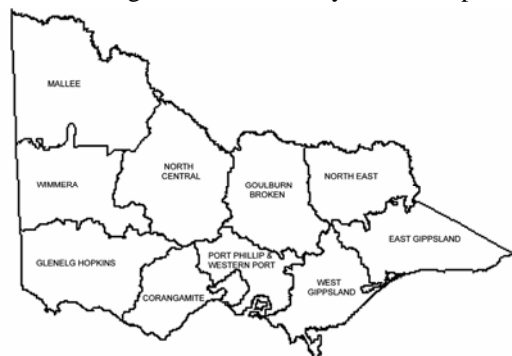 MALLEE
WIMMERA
NORTH
CENTRAL
GOULBURN
BROKEN
NORTH EAST
EAST GIPPSLAND
GLENELG HOPKINS
PORT PHILLIP &
WESTERN PORT
WEST
GIPPSLAND
CORANGAMITE